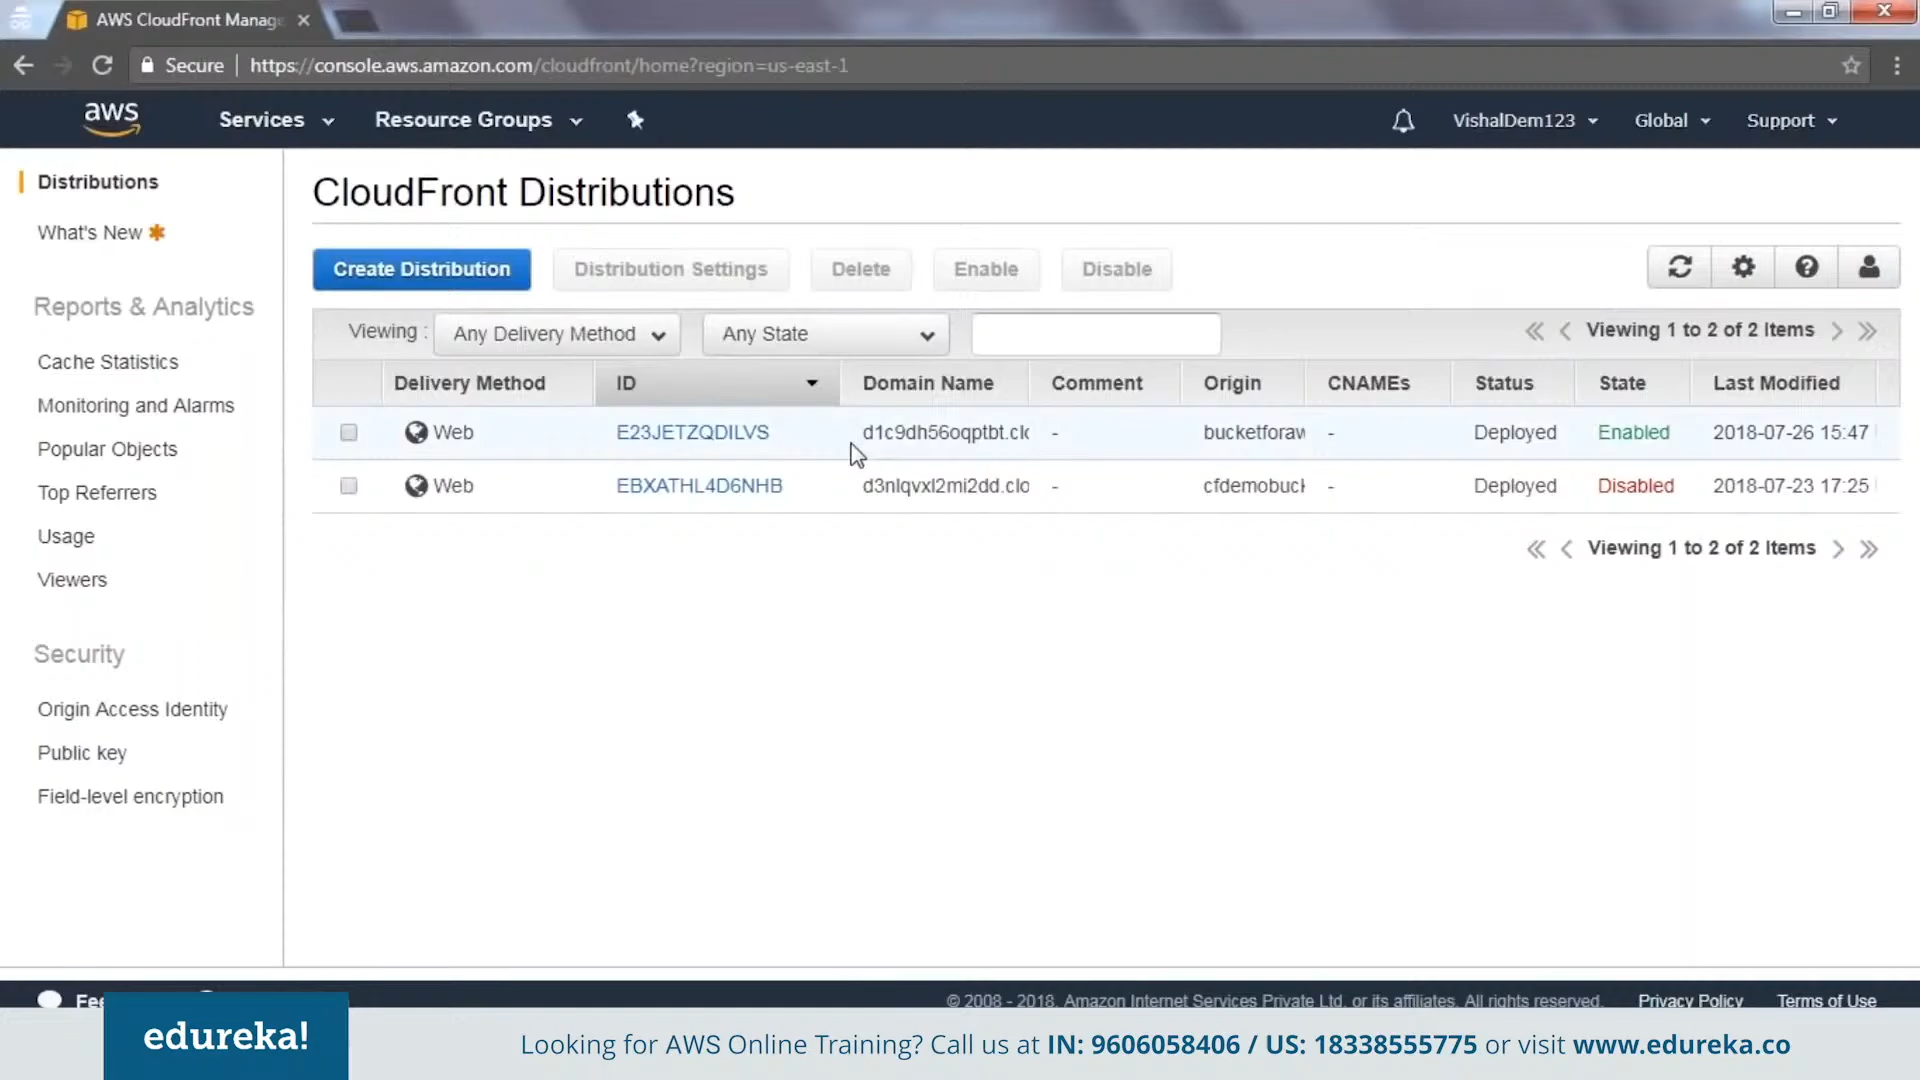 AWS CloudFront Manage
Secure | https://console.aws.amazon.com/cloudfront/home?region=us-east-1
aws Services Resource Groups VishalDem123 Global Support
Distributions
What's New
Reports & Analytics
Cache Statistics
Monitoring and Alarms
Popular Objects
Top Referrers
Usage
Viewers
Security
Origin Access Identity
Public key
Field-level encryption
CloudFront Distributions
Create Distribution Distribution Settings Delete Enable Disable
Viewing : Any Delivery Method Any State Viewing 1 to 2 of 2 Items
Delivery Method ID Domain Name Comment Origin CNAMEs Status State Last Modified
Web E23JETZQDILVS d1c9dh56oqptbt.clo - bucketforaw - Deployed Enabled 2018-07-26 15:47
Web EBXATHL4D6NHB d3nlqvxl2mi2dd.clo - cfdemobuck - Deployed Disabled 2018-07-23 17:25
Viewing 1 to 2 of 2 Items
Fee © 2008 - 2018, Amazon Internet Services Private Ltd. or its affiliates. All rights reserved. Privacy Policy Terms of Use
edureka! Looking for AWS Online Training? Call us at IN: 9606058406 / US: 18338555775 or visit www.edureka.co